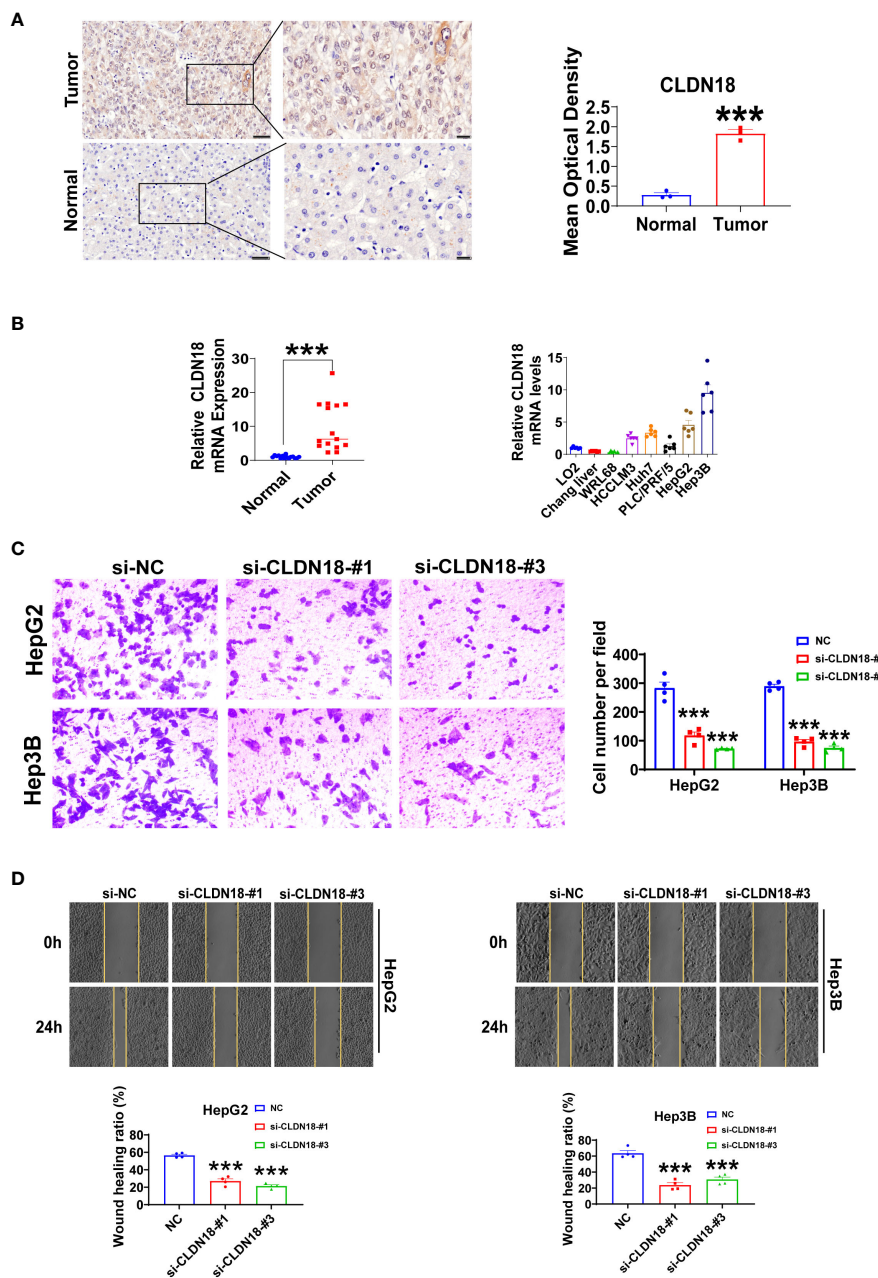 A
Tumor
Normal
CLDN18
Mean Optical Density
2.5
2.0
1.5
1.0
0.5
0.0
***
Normal Tumor
B
Relative CLDN18
mRNA Expression
30
20
10
0
***
Normal
Tumor
Relative CLDN18
mRNA levels
15
10
5
0
LO2
Chang liver
WRL68
HCCLM3
Huh7
PLC/PRF/5
HepG2
Hep3B
C
si-NC si-CLDN18-#1 si-CLDN18-#3
HepG2
Hep3B
Cell number per field
400
300
200
100
0
NC
si-CLDN18-#
si-CLDN18-#
*** ***
*** ***
HepG2 Hep3B
D
si-NC si-CLDN18-#1 si-CLDN18-#3
0h
24h
HepG2
si-NC si-CLDN18-#1 si-CLDN18-#3
0h
24h
Hep3B
HepG2
NC
si-CLDN18-#1
si-CLDN18-#3
Wound healing ratio (%)
80
60
40
20
0
*** ***
NC
si-CLDN18-#1
si-CLDN18-#3
Hep3B
NC
si-CLDN18-#1
si-CLDN18-#3
Wound healing ratio (%)
100
80
60
40
20
0
*** ***
NC
si-CLDN18-#1
si-CLDN18-#3